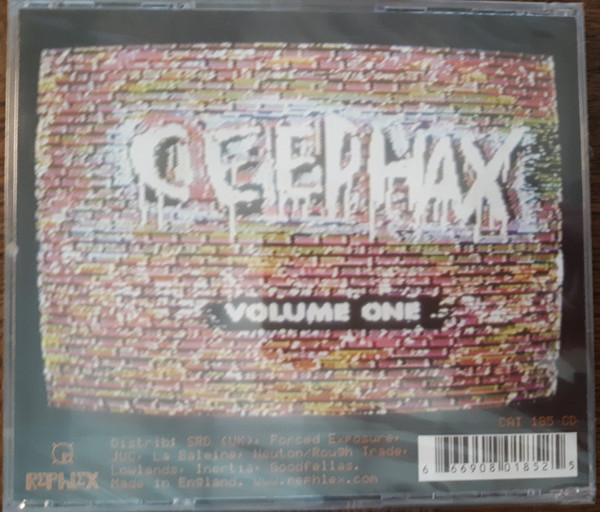 CEEPHAX
VOLUME ONE
CAT 185 CD
Distrib: SRD (UK), Forced Exposure,
JUC, La Baleine, Neuton/Rough Trade,
Lowlands, Inertia, Goodfellas.
Made in England. www.rephlex.com
REPHLEX
6 66908 01852 5